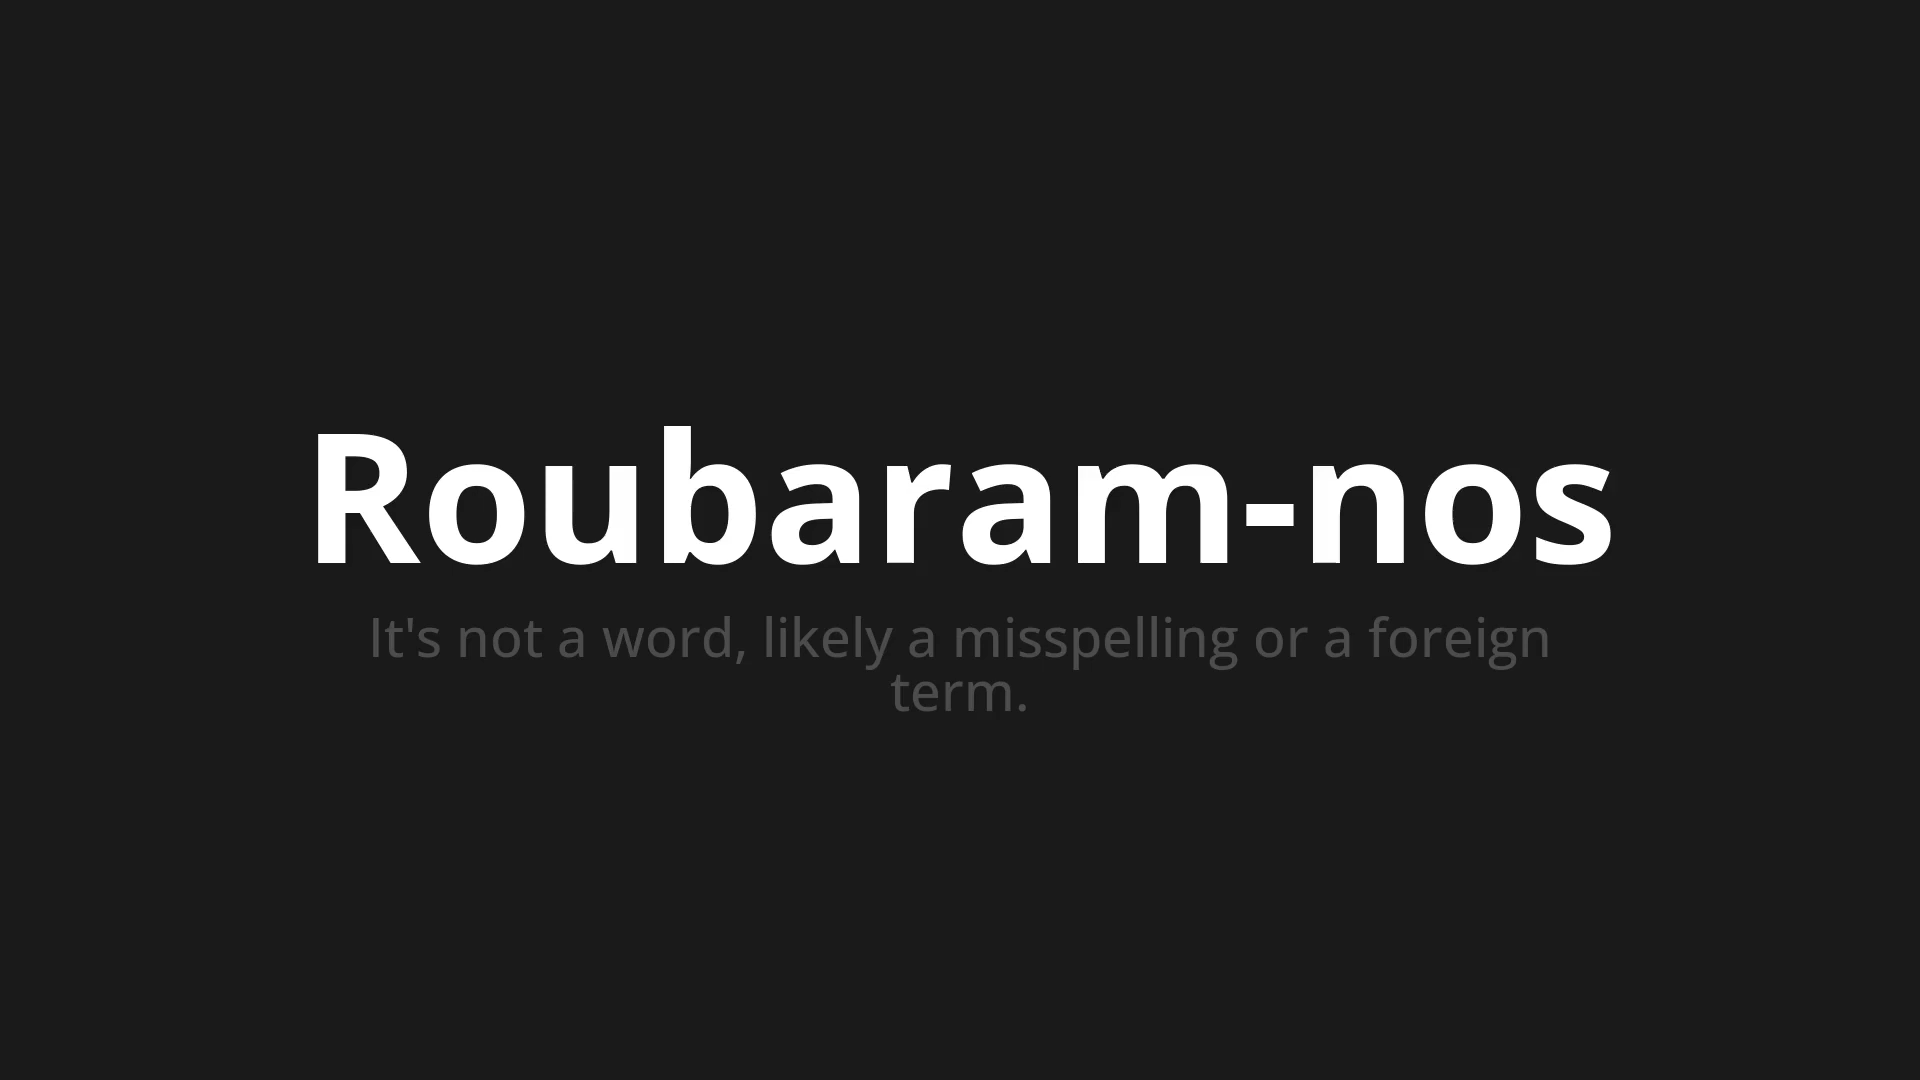 Roubaram-nos
It's not a word, likely a misspelling or a foreign
term.